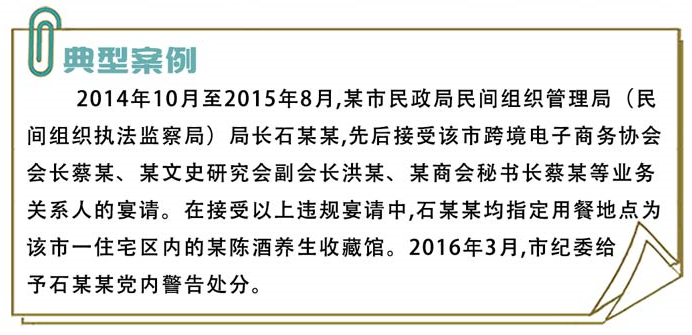 典型案例
2014年10月至2015年8月,某市民政局民间组织管理局（民
间组织执法监察局）局长石某某,先后接受该市跨境电子商务协会
会长蔡某、某文史研究会副会长洪某、某商会秘书长蔡某等业务
关系人的宴请。在接受以上违规宴请中,石某某均指定用餐地点为
该市一住宅区内的某陈酒养生收藏馆。2016年3月,市纪委给
予石某某党内警告处分。